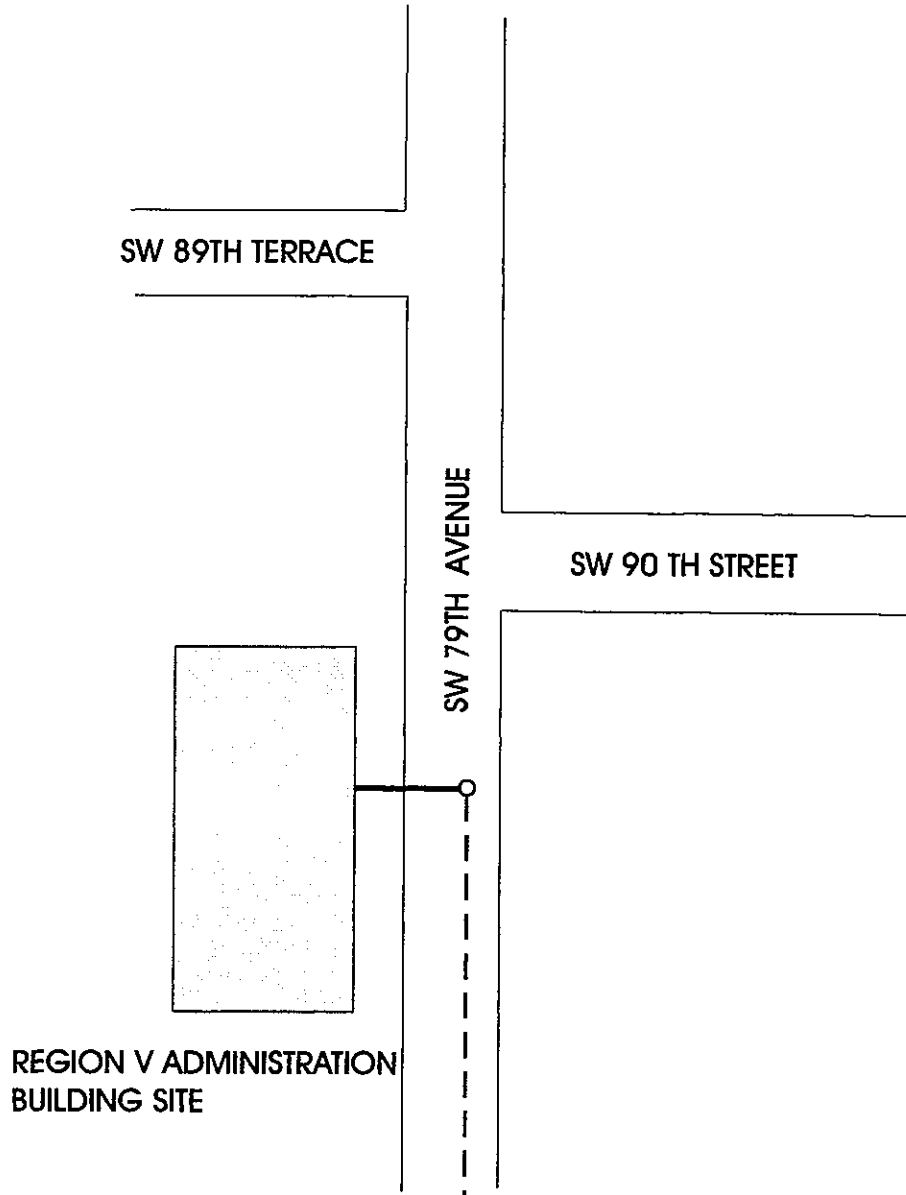 SW 89TH TERRACE
SW 79TH AVENUE
SW 90 TH STREET
REGION V ADMINISTRATION
BUILDING SITE